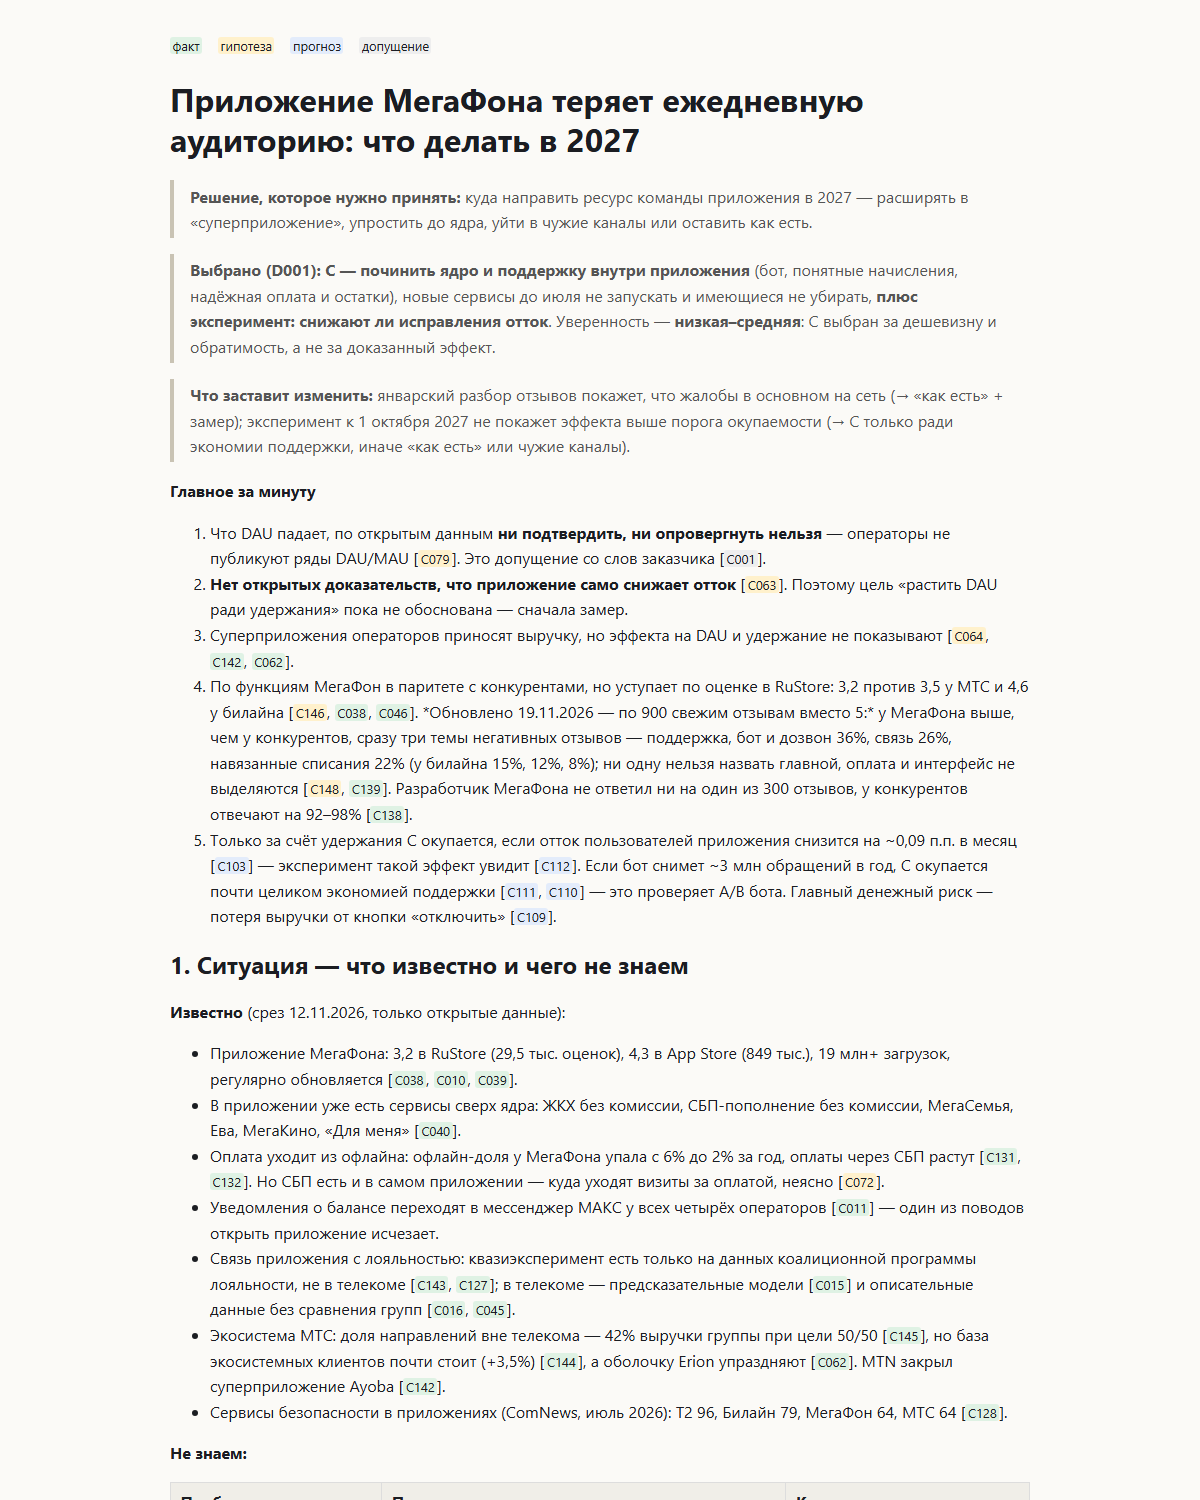 факт гипотеза прогноз допущение
Приложение МегаФона теряет ежедневную
аудиторию: что делать в 2027
Решение, которое нужно принять: куда направить ресурс команды приложения в 2027 — расширять в
«суперприложение», упростить до ядра, уйти в чужие каналы или оставить как есть.
Выбрано (D001): C — починить ядро и поддержку внутри приложения (бот, понятные начисления,
надёжная оплата и остатки), новые сервисы до июля не запускать и имеющиеся не убирать, плюс
эксперимент: снижают ли исправления отток. Уверенность — низкая–средняя: C выбран за дешевизну и
обратимость, а не за доказанный эффект.
Что заставит изменить: январский разбор отзывов покажет, что жалобы в основном на сеть (→ «как есть» +
замер); эксперимент к 1 октября 2027 не покажет эффекта выше порога окупаемости (→ C только ради
экономии поддержки, иначе «как есть» или чужие каналы).
Главное за минуту
1. Что DAU падает, по открытым данным ни подтвердить, ни опровергнуть нельзя — операторы не
публикуют ряды DAU/MAU [C079]. Это допущение со слов заказчика [C001].
2. Нет открытых доказательств, что приложение само снижает отток [C063]. Поэтому цель «растить DAU
ради удержания» пока не обоснована — сначала замер.
3. Суперприложения операторов приносят выручку, но эффекта на DAU и удержание не показывают [C064,
C142, C062].
4. По функциям МегаФон в паритете с конкурентами, но уступает по оценке в RuStore: 3,2 против 3,5 у МТС и 4,6
у билайна [C146, C038, C046]. *Обновлено 19.11.2026 — по 900 свежим отзывам вместо 5:* у МегаФона выше,
чем у конкурентов, сразу три темы негативных отзывов — поддержка, бот и дозвон 36%, связь 26%,
навязанные списания 22% (у билайна 15%, 12%, 8%); ни одну нельзя назвать главной, оплата и интерфейс не
выделяются [C148, C139]. Разработчик МегаФона не ответил ни на один из 300 отзывов, у конкурентов
отвечают на 92–98% [C138].
5. Только за счёт удержания C окупается, если отток пользователей приложения снизится на ~0,09 п.п. в месяц
[C103] — эксперимент такой эффект увидит [C112]. Если бот снимет ~3 млн обращений в год, C окупается
почти целиком экономией поддержки [C111, C110] — это проверяет A/B бота. Главный денежный риск —
потеря выручки от кнопки «отключить» [C109].
1. Ситуация — что известно и чего не знаем
Известно (срез 12.11.2026, только открытые данные):
• Приложение МегаФона: 3,2 в RuStore (29,5 тыс. оценок), 4,3 в App Store (849 тыс.), 19 млн+ загрузок,
регулярно обновляется [C038, C010, C039].
• В приложении уже есть сервисы сверх ядра: ЖКХ без комиссии, СБП-пополнение без комиссии, МегаСемья,
Ева, МегаКино, «Для меня» [C040].
• Оплата уходит из офлайна: офлайн-доля у МегаФона упала с 6% до 2% за год, оплаты через СБП растут [C131,
C132]. Но СБП есть и в самом приложении — куда уходят визиты за оплатой, неясно [C072].
• Уведомления о балансе переходят в мессенджер МАКС у всех четырёх операторов [C011] — один из поводов
открыть приложение исчезает.
• Связь приложения с лояльностью: квазиэксперимент есть только на данных коалиционной программы
лояльности, не в телекоме [C143, C127]; в телекоме — предсказательные модели [C015] и описательные
данные без сравнения групп [C016, C045].
• Экосистема МТС: доля направлений вне телекома — 42% выручки группы при цели 50/50 [C145], но база
экосистемных клиентов почти стоит (+3,5%) [C144], а оболочку Erion упраздняют [C062]. MTN закрыл
суперприложение Ayoba [C142].
• Сервисы безопасности в приложениях (ComNews, июль 2026): Т2 96, Билайн 79, МегаФон 64, МТС 64 [C128].
Не знаем: